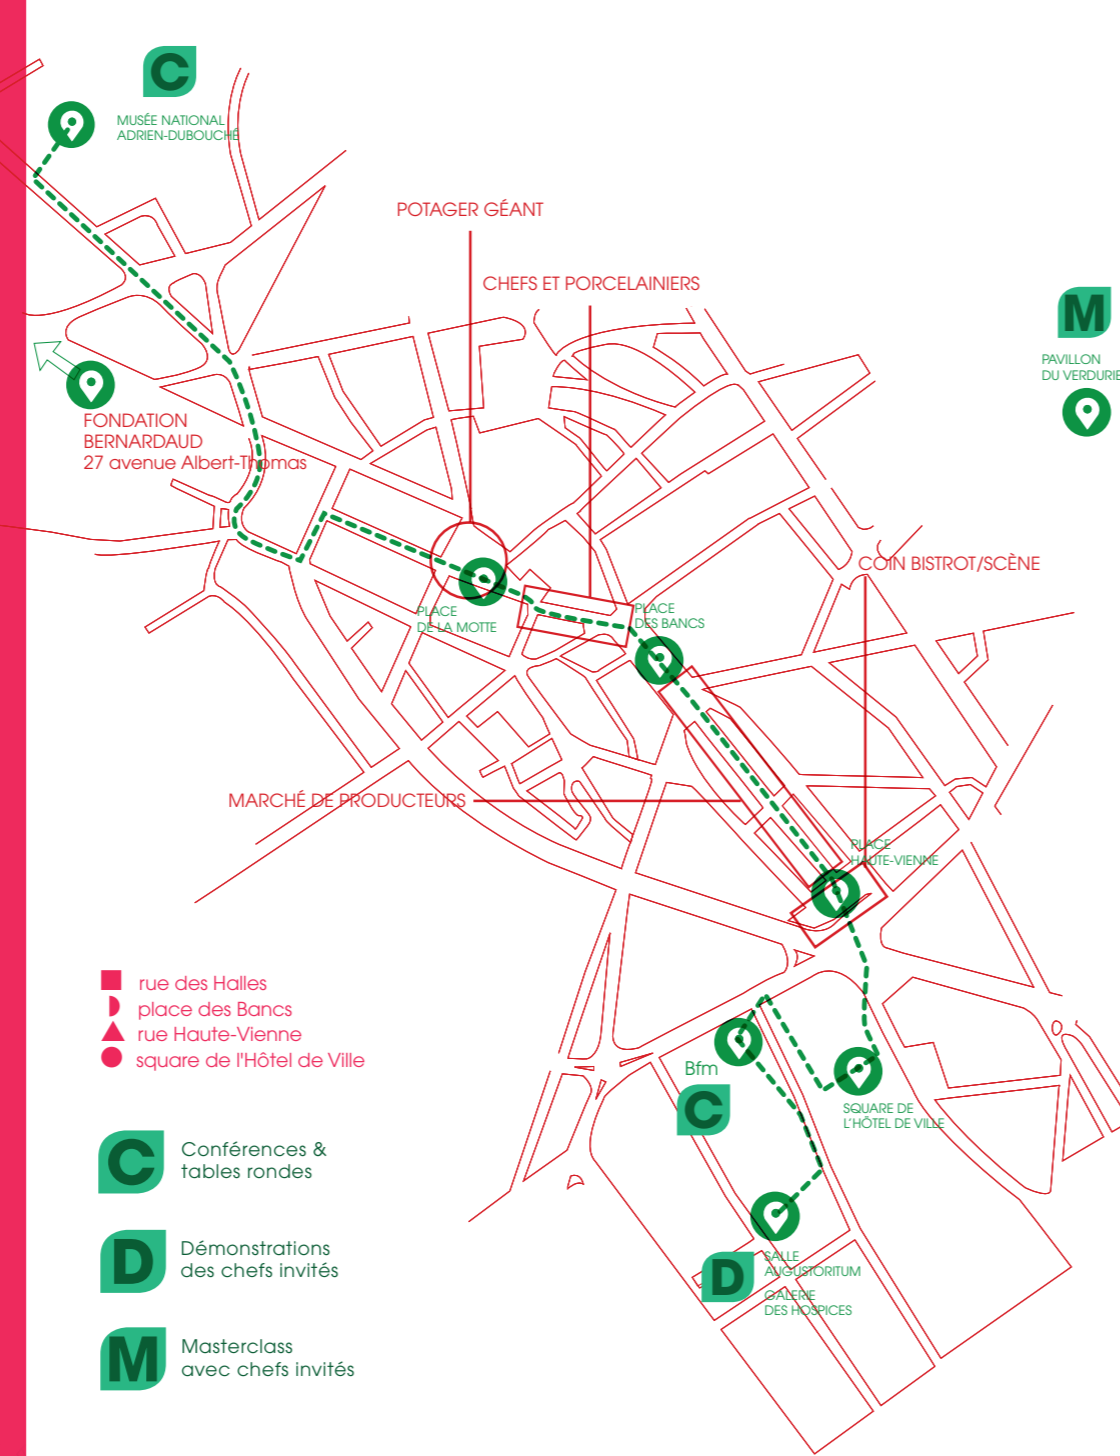 C
MUSÉE NATIONAL
ADRIEN-DUBOUCHÉ
POTAGER GÉANT
CHEFS ET PORCELAINIERS
M
PAVILLON
DU VERDURIE
FONDATION
BERNARDAUD
27 avenue Albert-Thomas
COIN BISTROT/SCÈNE
PLACE
DE LA MOTTE
PLACE
DES BANCS
MARCHÉ DE PRODUCTEURS
PLACE
HAUTE-VIENNE
rue des Halles
place des Bancs
rue Haute-Vienne
square de l'Hôtel de Ville
Bfm
C
SQUARE DE
L'HÔTEL DE VILLE
C
Conférences &
tables rondes
D
Démonstrations
des chefs invités
D
SALLE
AUGUSTORITUM
GALERIE
DES HOSPICES
M
Masterclass
avec chefs invités